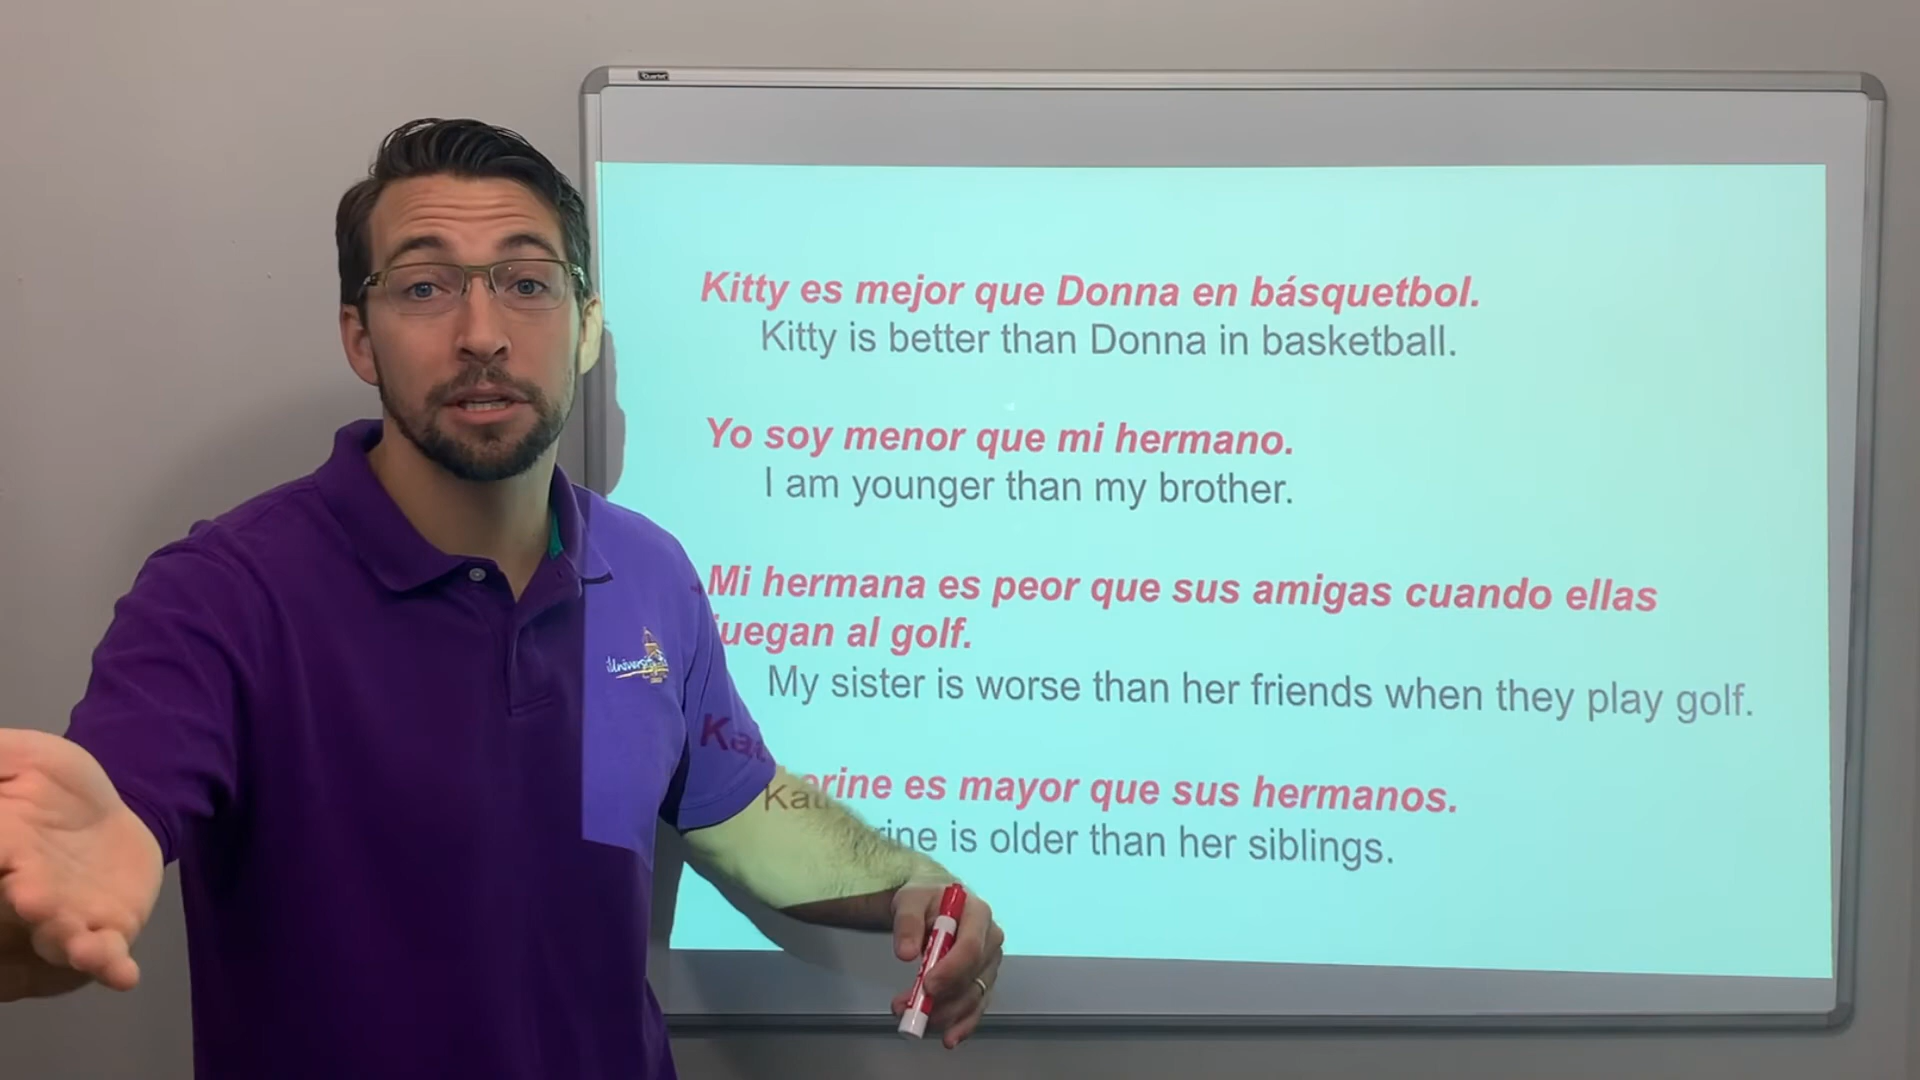 Quartet
Kitty es mejor que Donna en básquetbol.
Kitty is better than Donna in basketball.
Yo soy menor que mi hermano.
I am younger than my brother.
Mi hermana es peor que sus amigas cuando ellas
juegan al golf.
My sister is worse than her friends when they play golf.
es mayor que sus hermanos.
is older than her siblings.